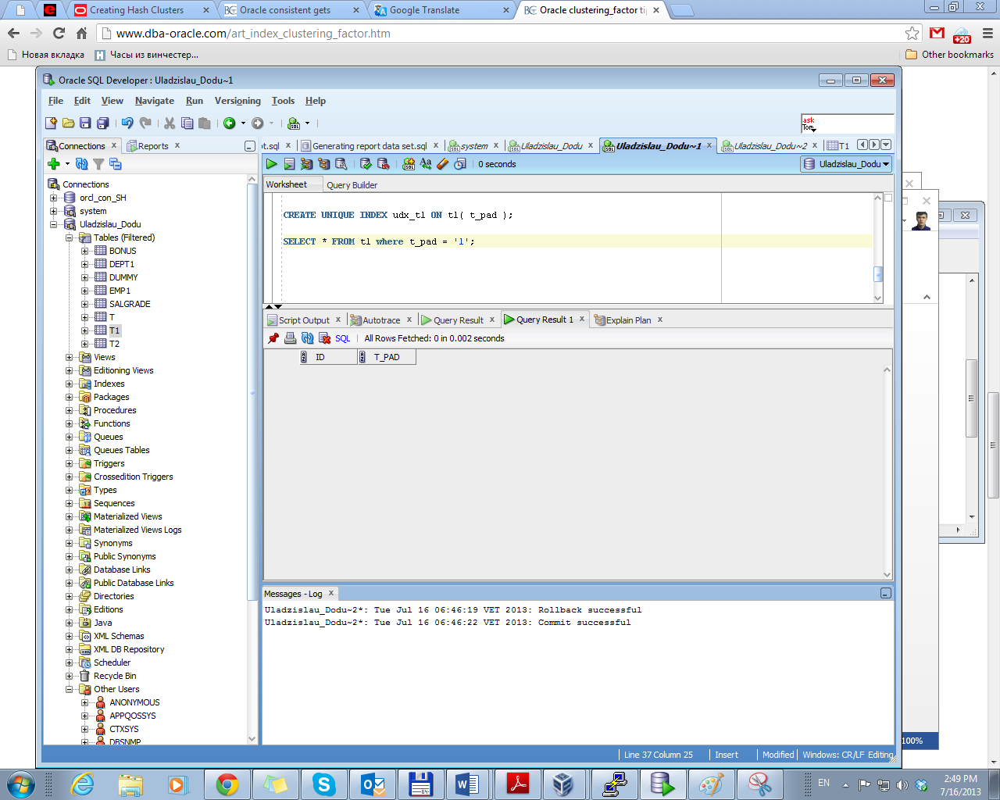 Creating Hash Clusters
Oracle consistent gets
Google Translate
Oracle clustering_factor ti
www.dba-oracle.com/art_index_clustering_factor.htm
+20
Новая вкладка
Часы из винчестер...
Other bookmarks
Oracle SQL Developer : Uladzislau_Dodu~1
File Edit View Navigate Run Versioning Tools Help
ask
Tom
Connections
Reports
ot.sql
Generating report data set.sql
system
Uladzislau_Dodu
Uladzislau_Dodu~1
Uladzislau_Dodu~2
T1
0 seconds
Uladzislau_Dodu
Worksheet
Query Builder
Connections
orcl_con_SH
system
Uladzislau_Dodu
Tables (Filtered)
BONUS
DEPT1
DUMMY
EMP1
SALGRADE
T
T1
T2
Views
Editioning Views
Indexes
Packages
Procedures
Functions
Queues
Queues Tables
Triggers
Crossedition Triggers
Types
Sequences
Materialized Views
Materialized Views Logs
Synonyms
Public Synonyms
Database Links
Public Database Links
Directories
Editions
Java
XML Schemas
XML DB Repository
Scheduler
Recycle Bin
Other Users
ANONYMOUS
APPQOSSYS
CTXSYS
DBSNMP
CREATE UNIQUE INDEX udx_t1 ON t1( t_pad );
SELECT * FROM t1 where t_pad = '1';
Script Output
Autotrace
Query Result
Query Result 1
Explain Plan
SQL
All Rows Fetched: 0 in 0.002 seconds
ID
T_PAD
Messages - Log
Uladzislau_Dodu~2*: Tue Jul 16 06:46:19 VET 2013: Rollback successful
Uladzislau_Dodu~2*: Tue Jul 16 06:46:22 VET 2013: Commit successful
100%
Line 37 Column 25
Insert
Modified
Windows: CR/LF Editing
EN
2:49 PM
7/16/2013